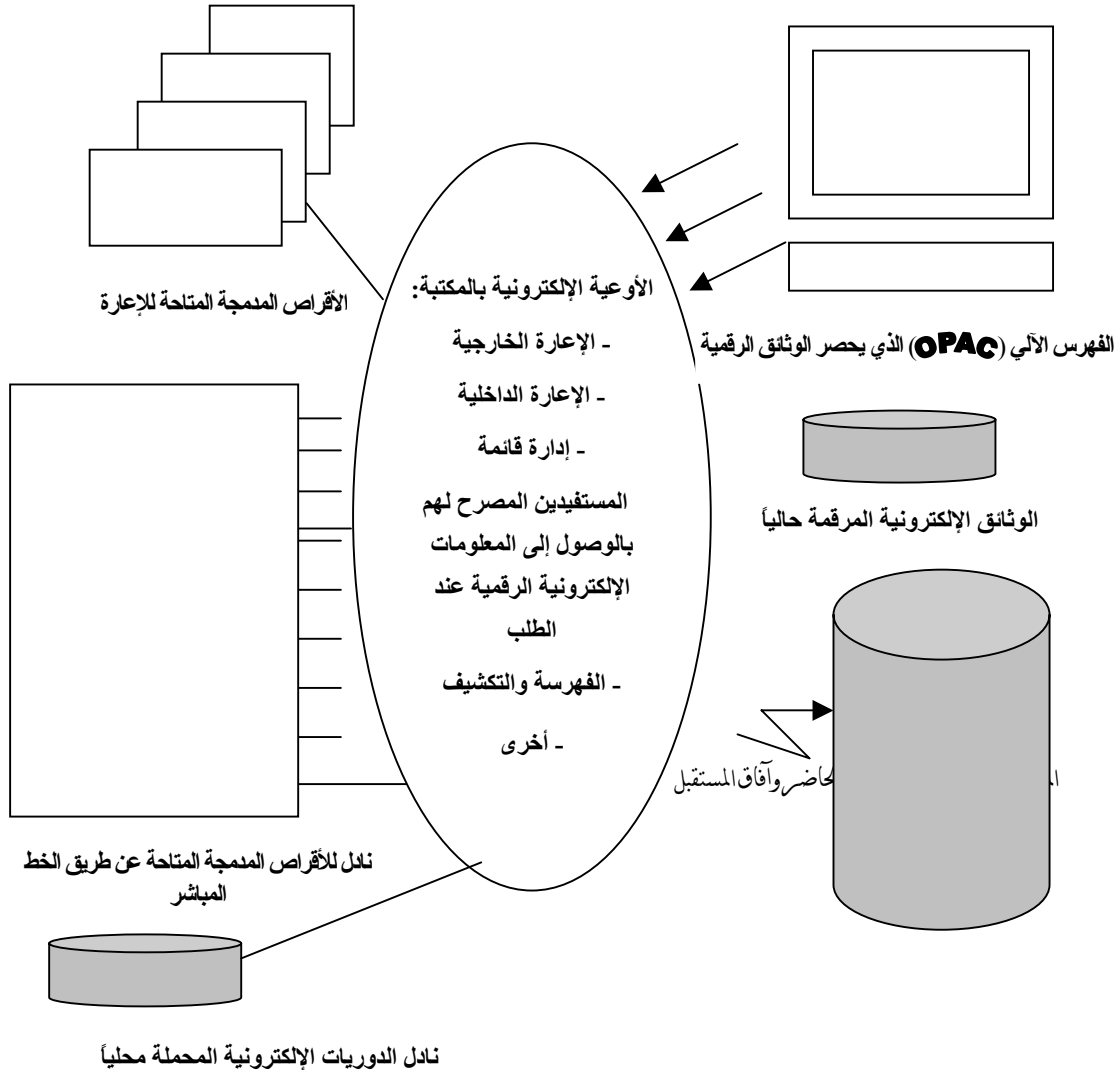 الأقراص المدمجة المتاحة للإعارة
الفهرس الآلي (OPAC) الذي يحصر الوثائق الرقمية
الأوعية الإلكترونية بالمكتبة:
- الإعارة الخارجية
- الإعارة الداخلية
- إدارة قائمة
المستفيدين المصرح لهم
بالوصول إلى المعلومات
الإلكترونية الرقمية عند
الطلب
- الفهرسة والتكشيف
- أخرى
الوثائق الإلكترونية المرقمة حالياً
وآفاق المستقبل
نادل للأقراص المدمجة المتاحة عن طريق الخط
المباشر
نادل الدوريات الإلكترونية المحملة محلياً